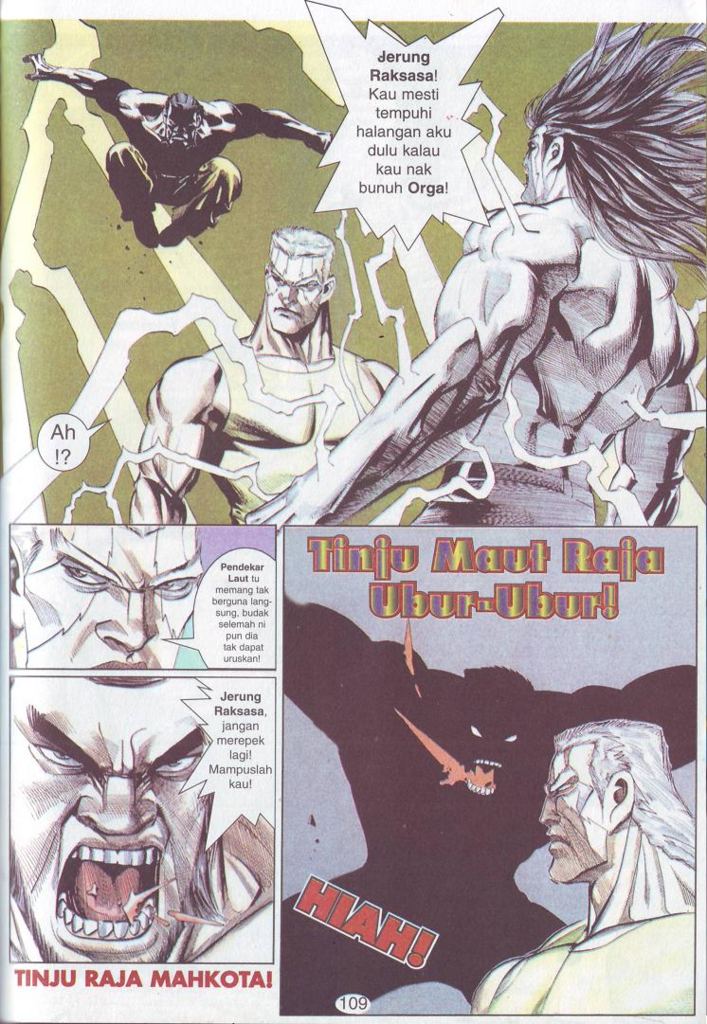 Jerung
Raksasa!
Kau mesti
tempuhi
halangan aku
dulu kalau
kau nak
bunuh Orga!
Ah
!?
Pendekar
Laut tu
memang tak
berguna lang-
sung, budak
selemah ni
pun dia
tak dapat
uruskan!
Jerung
Raksasa,
jangan
merepek
lagi!
Mampuslah
kau!
TINJU RAJA MAHKOTA!
Tinju Maut Raja
Ubur-Ubur!
HIAH!
109